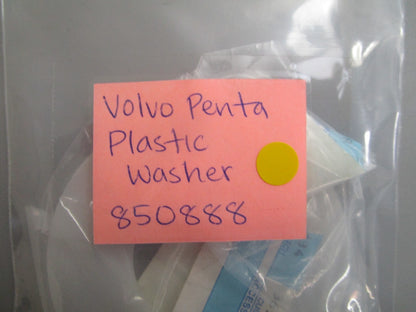 Volvo Penta
Plastic
Washer
850888